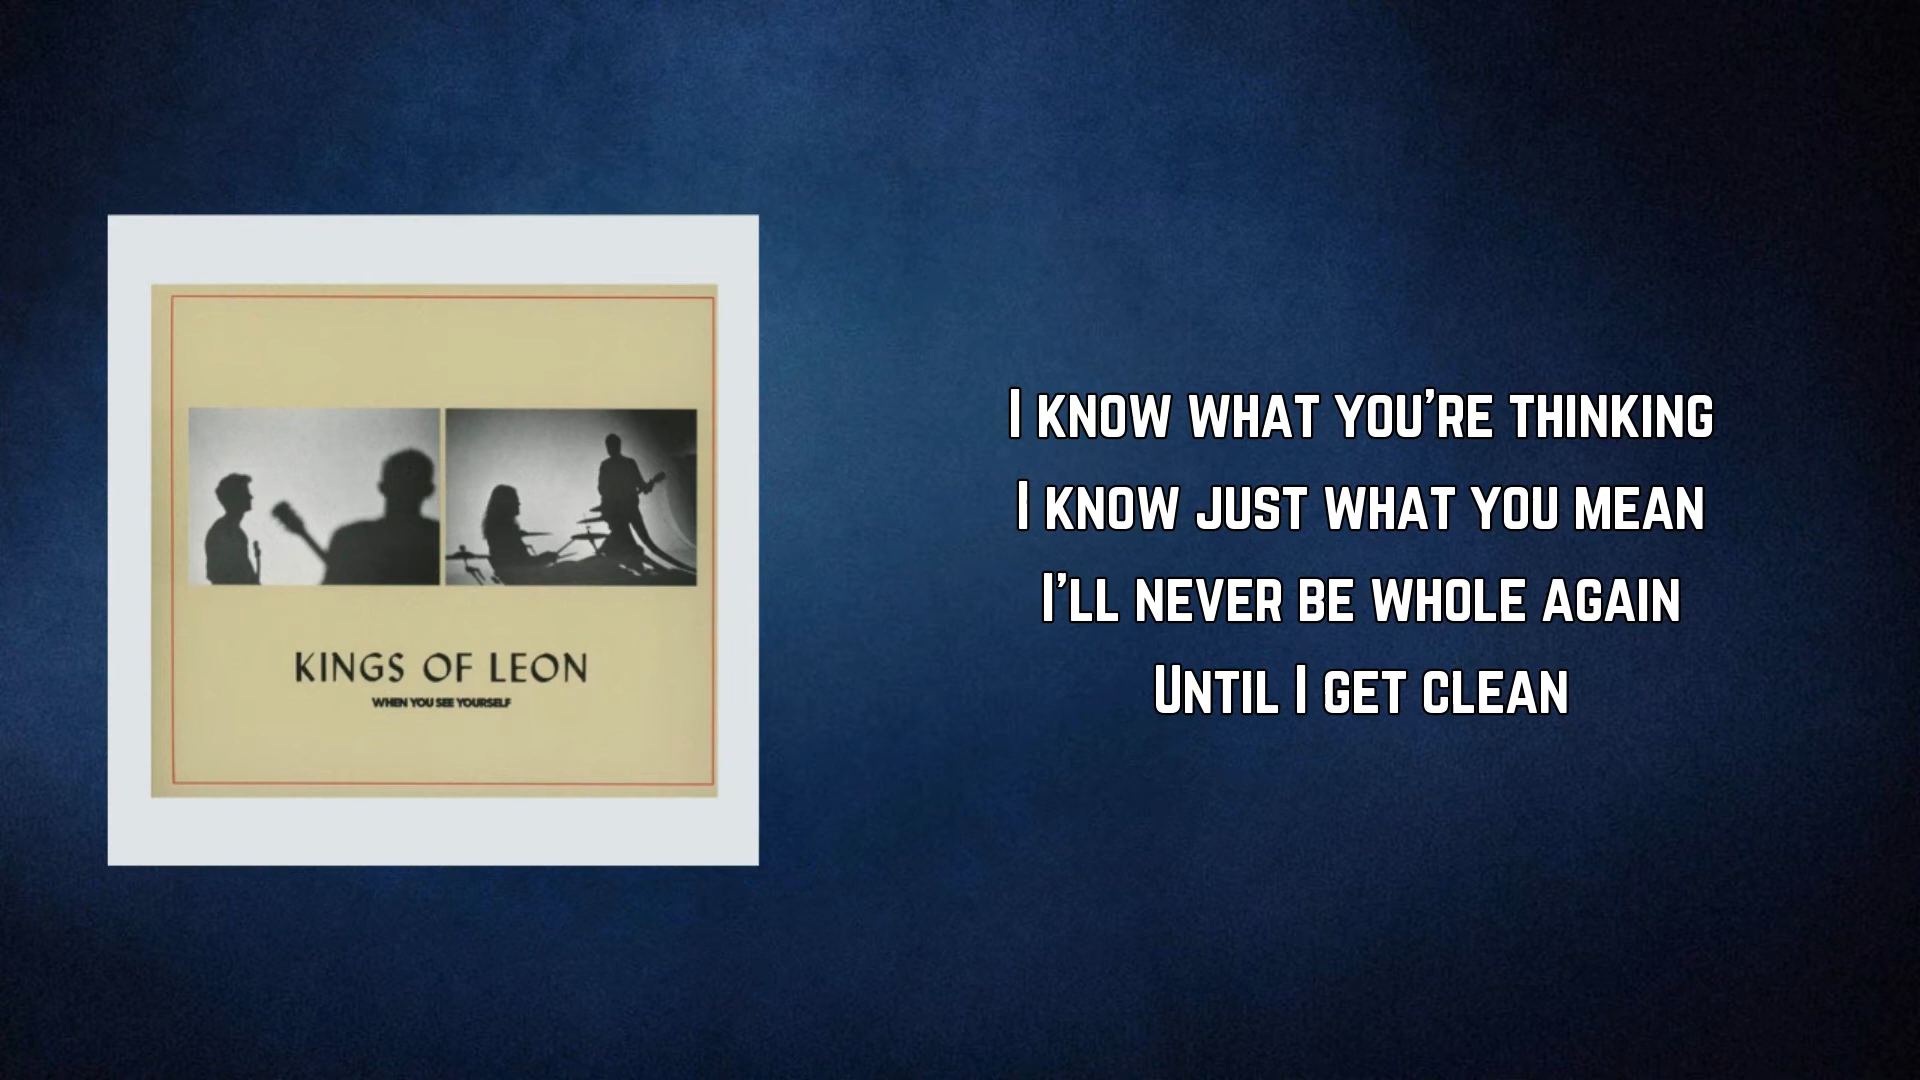 KINGS OF LEON
WHEN YOU SEE YOURSELF
I KNOW WHAT YOU'RE THINKING
I KNOW JUST WHAT YOU MEAN
I'LL NEVER BE WHOLE AGAIN
UNTIL I GET CLEAN